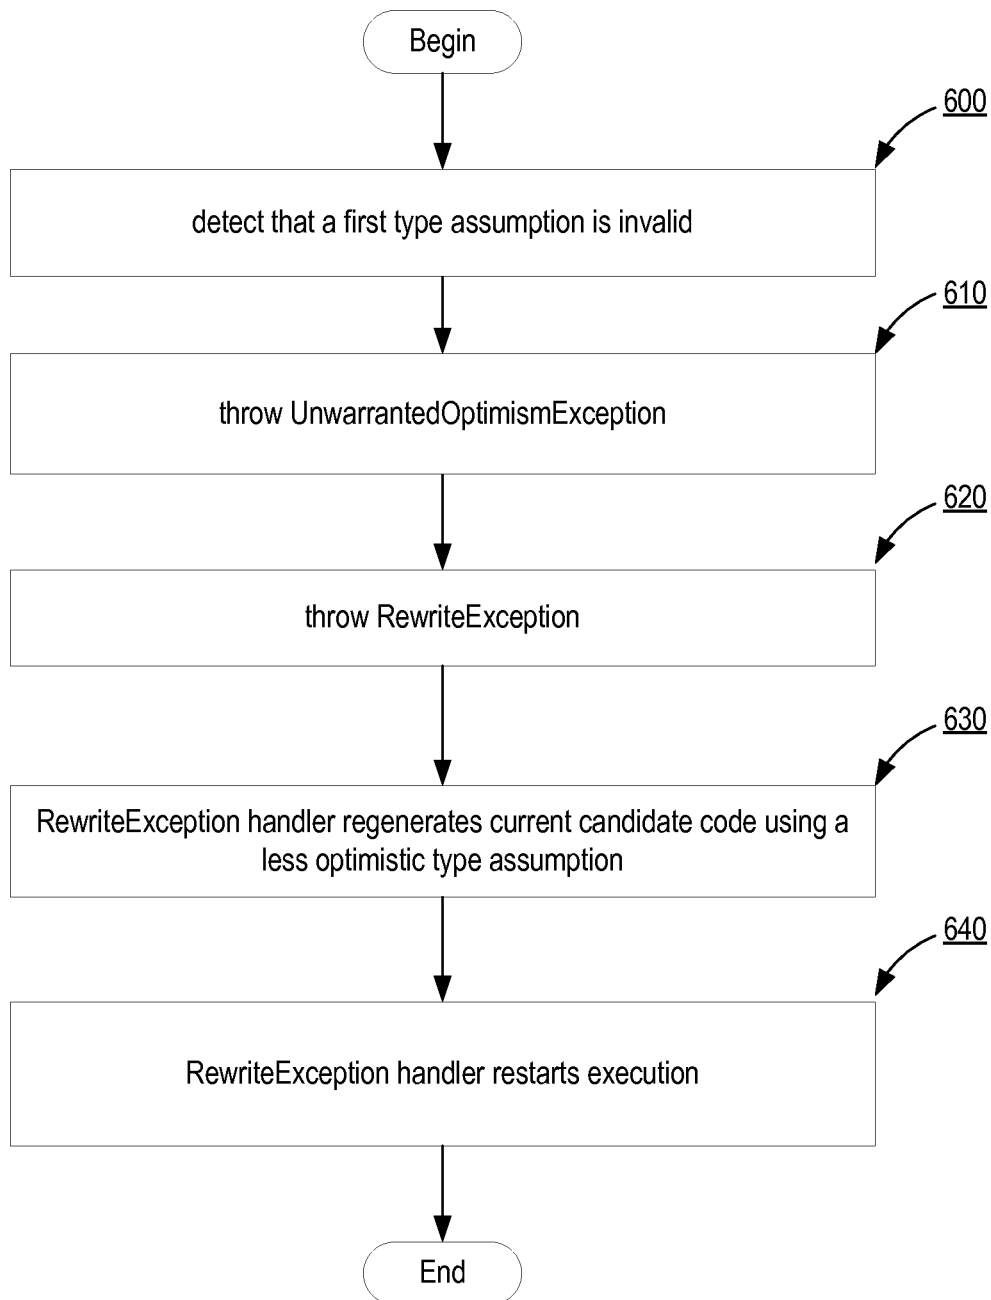 Begin
600
detect that a first type assumption is invalid
610
throw UnwarrantedOptimismException
620
throw RewriteException
630
RewriteException handler regenerates current candidate code using a
less optimistic type assumption
640
RewriteException handler restarts execution
End